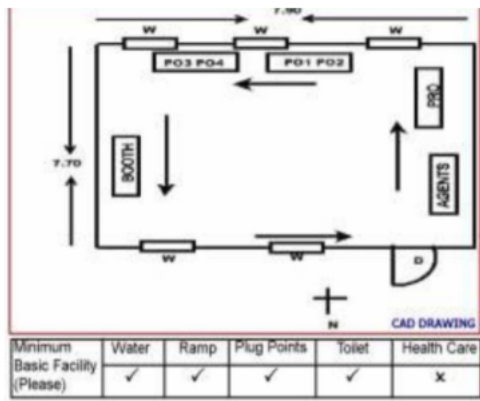 7.90
W W W
PO3 PO4 PO1 PO2
PRO
7.70
BOOTH
AGENTS
W W
D
N
CAD DRAWING
Minimum Basic Facility (Please) Water Ramp Plug Points Toilet Health Care
✓ ✓ ✓ ✓ x